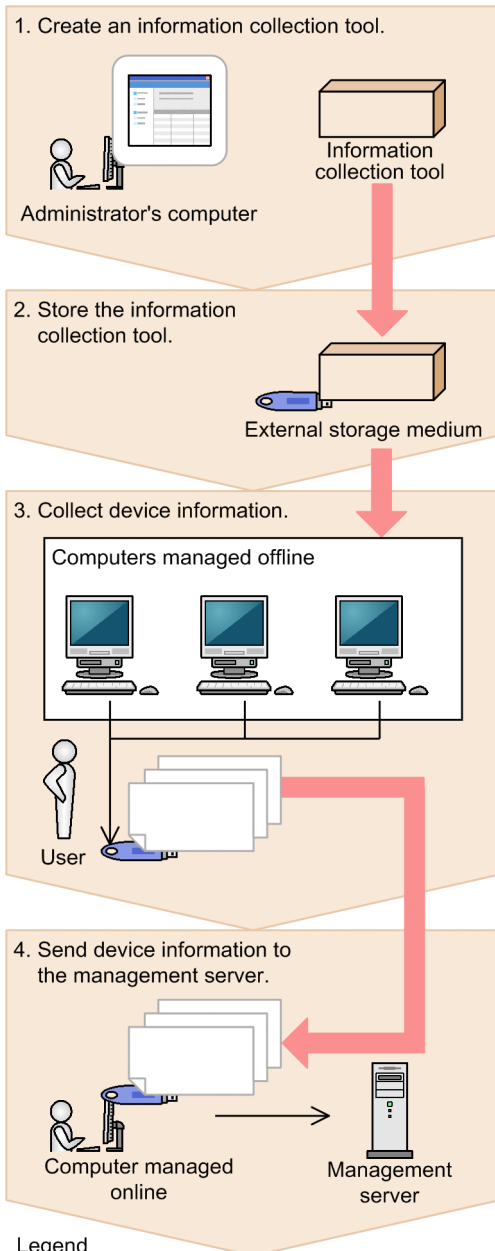 1. Create an information collection tool.
Information
collection tool
Administrator's computer
2. Store the information
collection tool.
External storage medium
3. Collect device information.
Computers managed offline
User
4. Send device information to
the management server.
Computer managed
online
Management
server
Legend